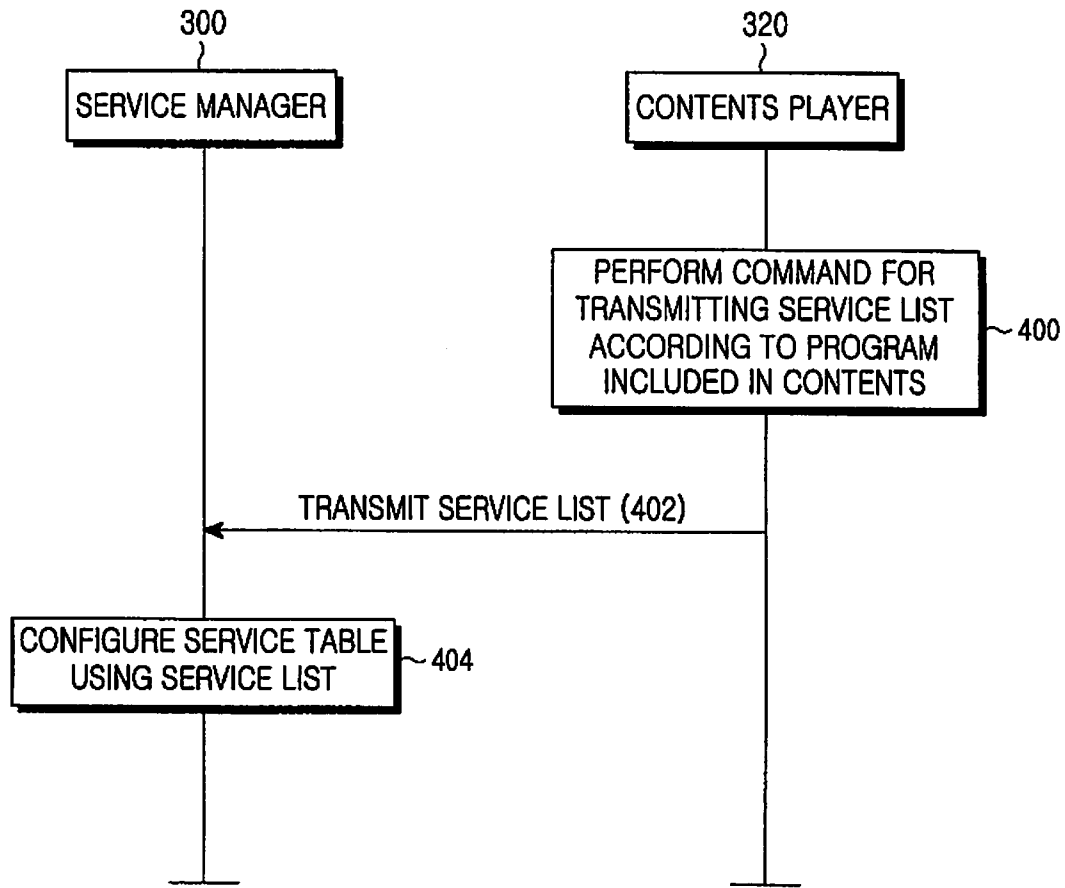 300
320
SERVICE MANAGER
CONTENTS PLAYER
PERFORM COMMAND FOR
TRANSMITTING SERVICE LIST
ACCORDING TO PROGRAM
INCLUDED IN CONTENTS
400
TRANSMIT SERVICE LIST (402)
CONFIGURE SERVICE TABLE
USING SERVICE LIST
404